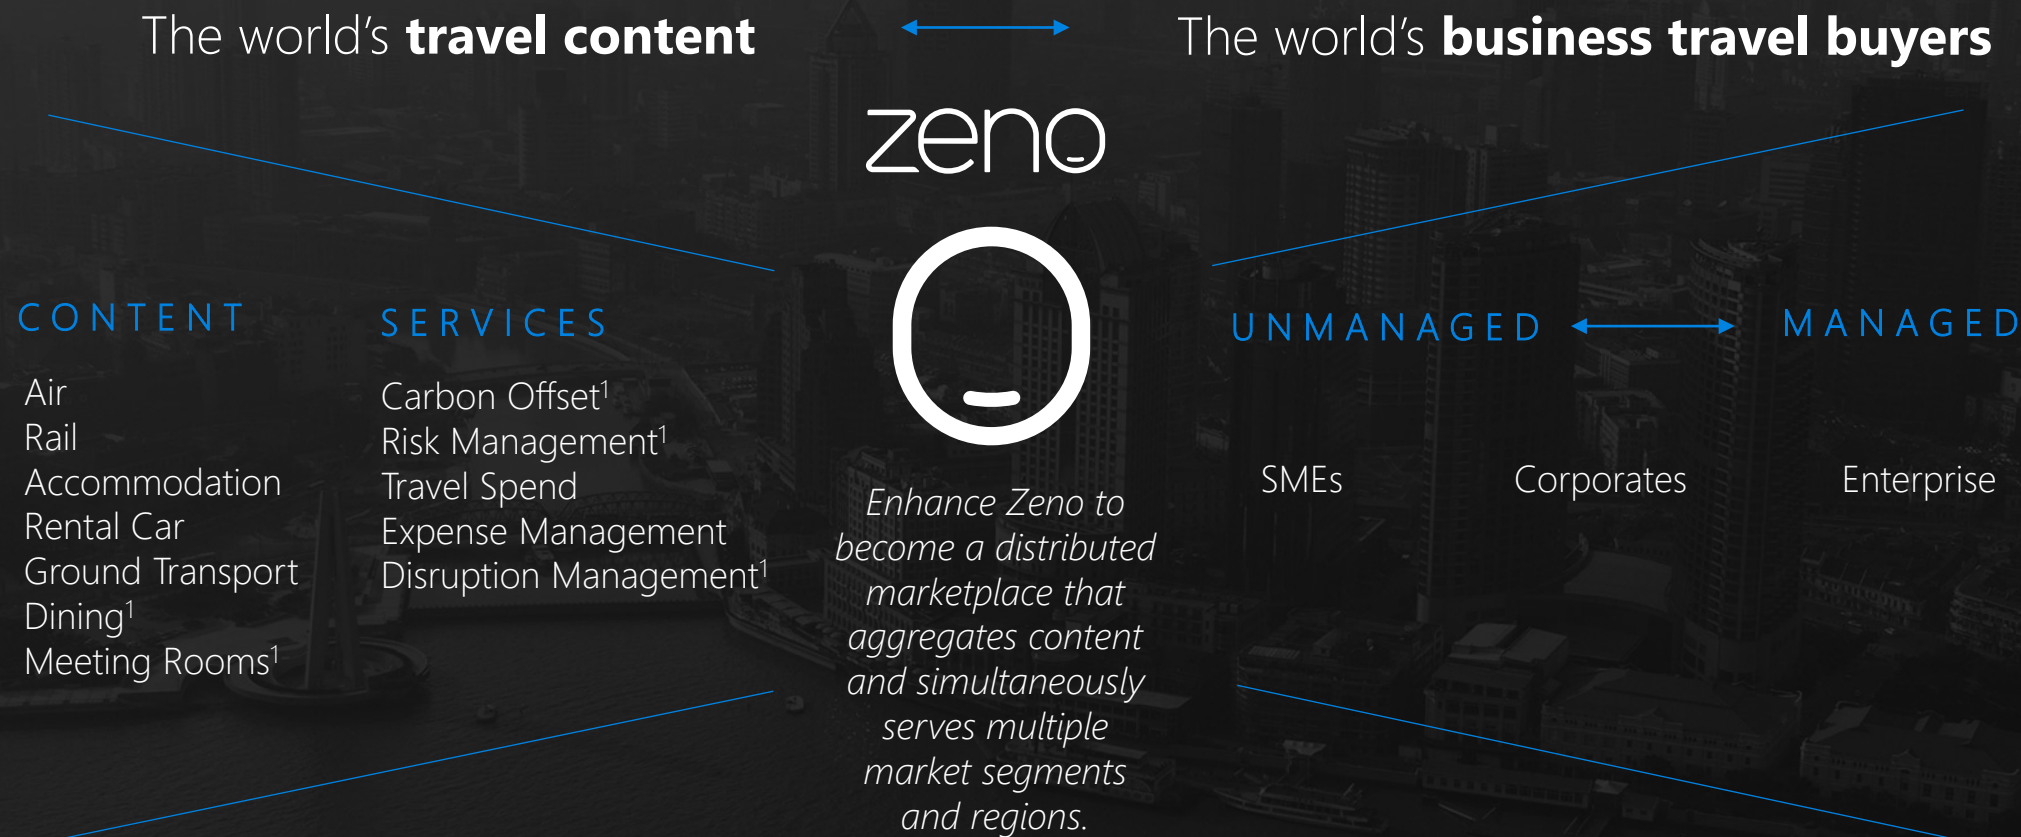 The world's travel content
The world's business travel buyers
zeno
CONTENT
Air
Rail
Accommodation
Rental Car
Ground Transport
Dining¹
Meeting Rooms¹
SERVICES
Carbon Offset¹
Risk Management¹
Travel Spend
Expense Management
Disruption Management¹
Enhance Zeno to
become a distributed
marketplace that
aggregates content
and simultaneously
serves multiple
market segments
and regions.
UNMANAGED
MANAGED
SMEs
Corporates
Enterprise